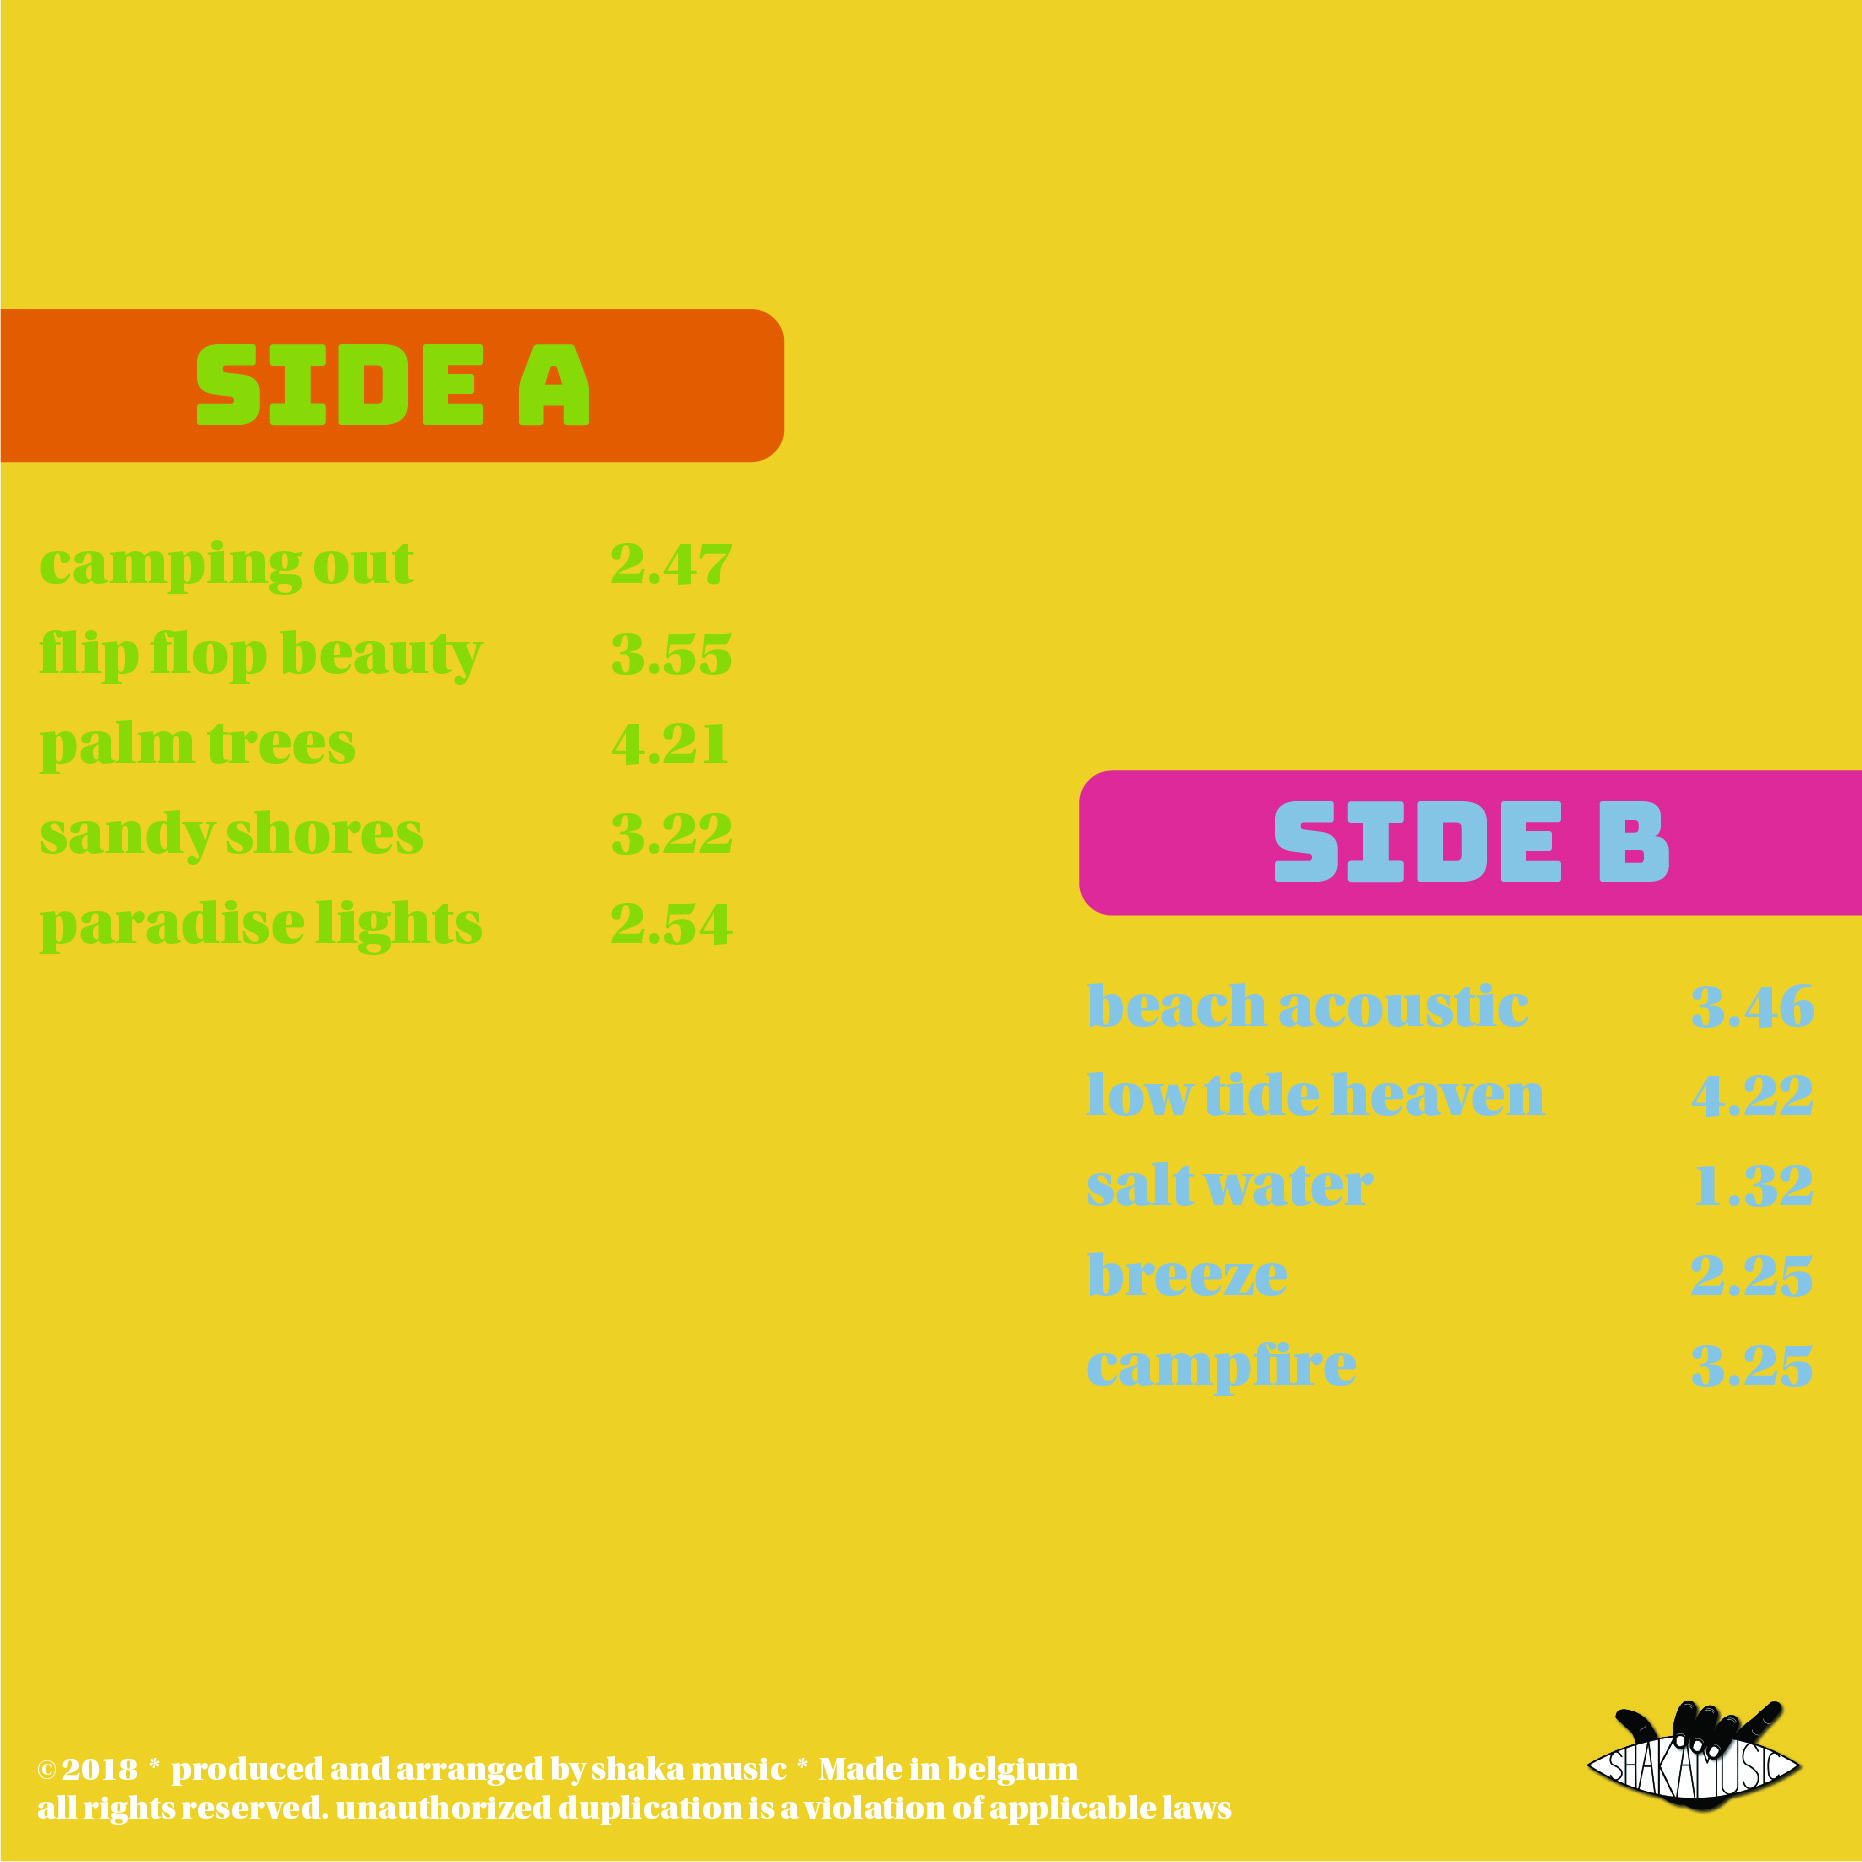 SIDE A
camping out 2.47
flip flop beauty 3.55
palm trees 4.21
sandy shores 3.22
paradise lights 2.54
SIDE B
beach acoustic 3.46
low tide heaven 4.22
salt water 1.32
breeze 2.25
campfire 3.25
© 2018 * produced and arranged by shaka music * Made in belgium
all rights reserved. unauthorized duplication is a violation of applicable laws
SHAKA MUSIC